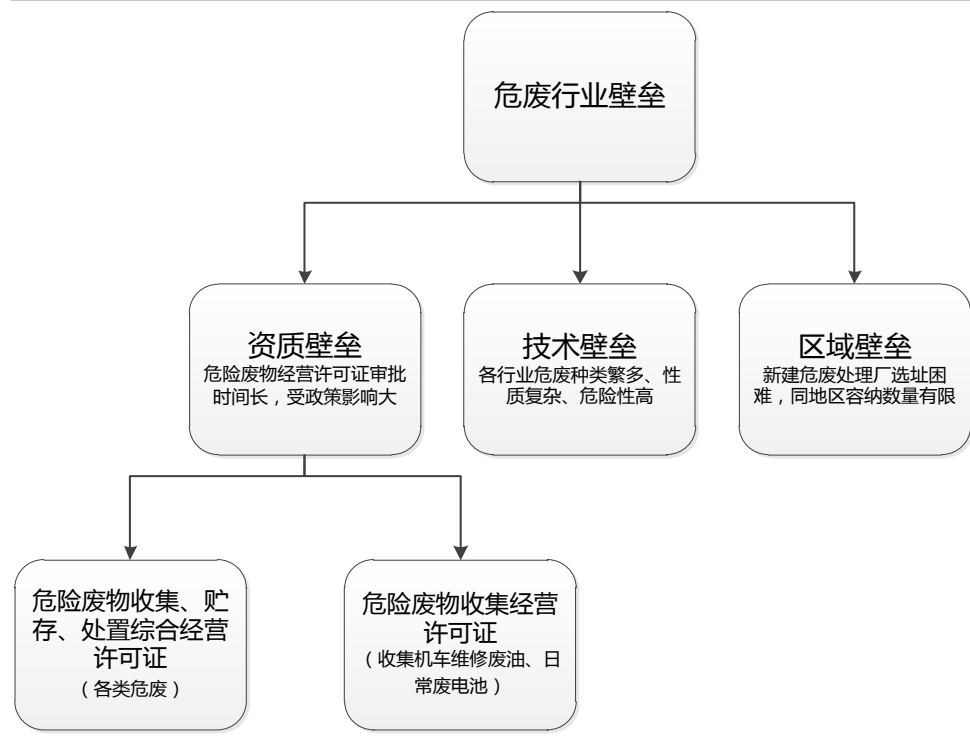 危废行业壁垒
资质壁垒
危险废物经营许可证审批
时间长，受政策影响大
技术壁垒
各行业危废种类繁多、性
质复杂、危险性高
区域壁垒
新建危废处理厂选址困
难，同地区容纳数量有限
危险废物收集、贮
存、处置综合经营
许可证
（各类危废）
危险废物收集经营
许可证
（收集机车维修废油、日
常废电池）